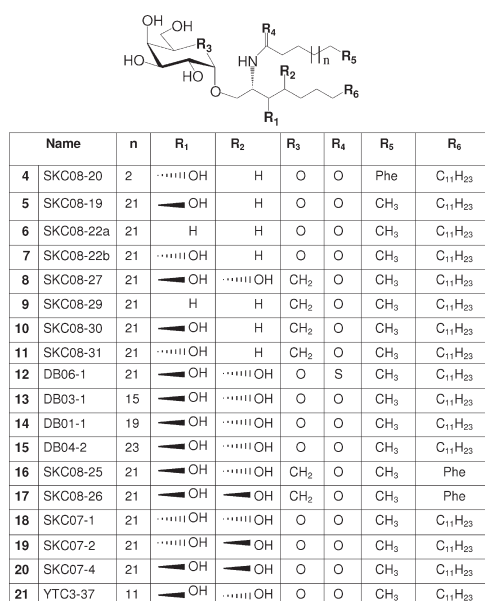 OH
OH
HO
R3
HO
O
HN
R4
n
R5
R2
R6
R1
Name n R1 R2 R3 R4 R5 R6
4 SKC08-20 2 OH H O O Phe C11H23
5 SKC08-19 21 OH H O O CH3 C11H23
6 SKC08-22a 21 H H O O CH3 C11H23
7 SKC08-22b 21 OH H O O CH3 C11H23
8 SKC08-27 21 OH OH CH2 O CH3 C11H23
9 SKC08-29 21 H H CH2 O CH3 C11H23
10 SKC08-30 21 OH H CH2 O CH3 C11H23
11 SKC08-31 21 OH H CH2 O CH3 C11H23
12 DB06-1 21 OH OH O S CH3 C11H23
13 DB03-1 15 OH OH O O CH3 C11H23
14 DB01-1 19 OH OH O O CH3 C11H23
15 DB04-2 23 OH OH O O CH3 C11H23
16 SKC08-25 21 OH OH CH2 O CH3 Phe
17 SKC08-26 21 OH OH CH2 O CH3 Phe
18 SKC07-1 21 OH OH O O CH3 C11H23
19 SKC07-2 21 OH OH O O CH3 C11H23
20 SKC07-4 21 OH OH O O CH3 C11H23
21 YTC3-37 11 OH OH O O CH3 C11H23